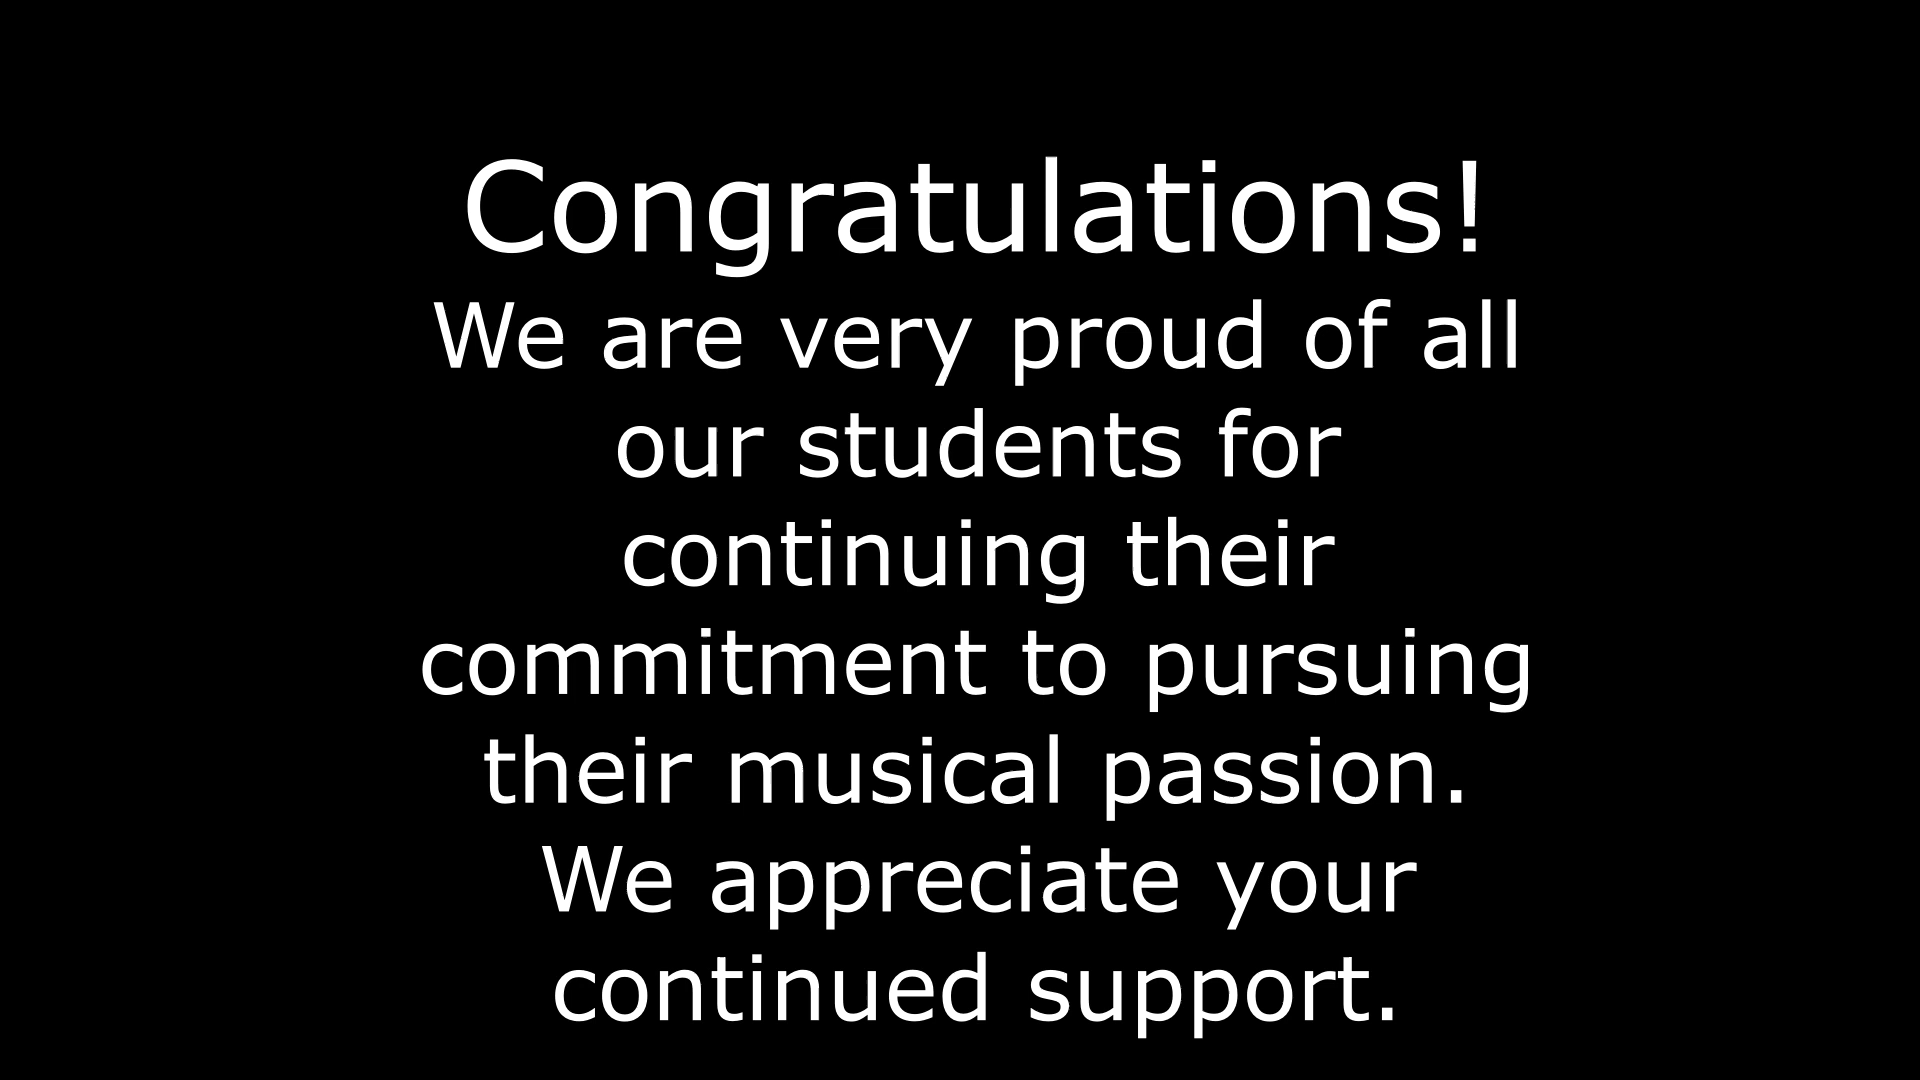 Congratulations!
We are very proud of all
our students for
continuing their
commitment to pursuing
their musical passion.
We appreciate your
continued support.